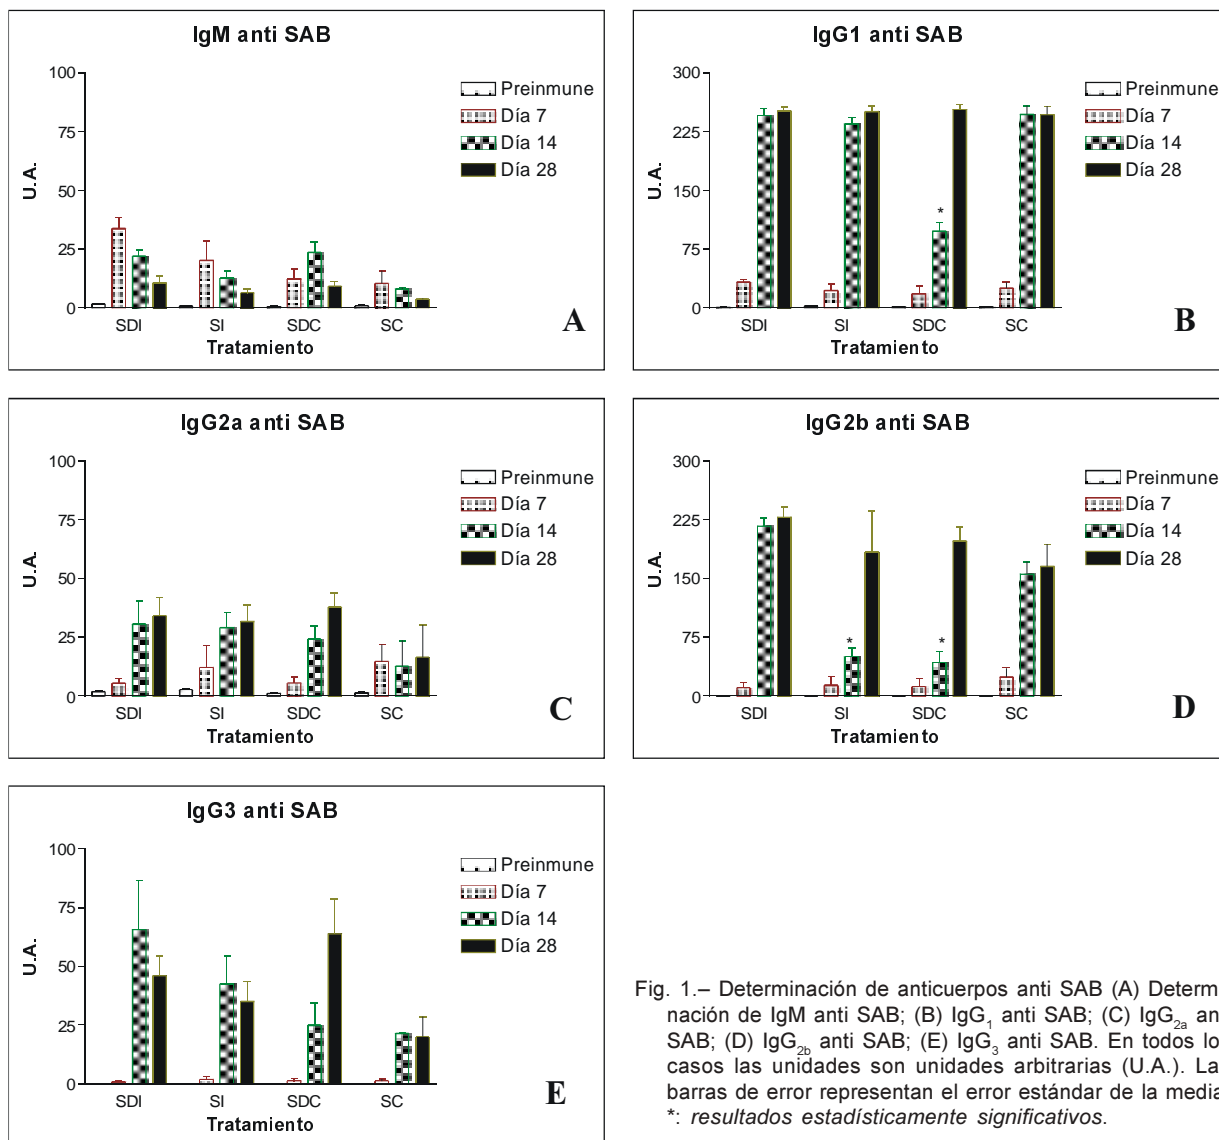 IgM anti SAB
100
75
50
25
0
U.A.
SDI SI SDC SC
Tratamiento
Preinmune
Día 7
Día 14
Día 28
A
IgG1 anti SAB
300
225
150
75
0
U.A.
*
SDI SI SDC SC
Tratamiento
Preinmune
Día 7
Día 14
Día 28
B
IgG2a anti SAB
100
75
50
25
0
U.A.
SDI SI SDC SC
Tratamiento
Preinmune
Día 7
Día 14
Día 28
C
IgG2b anti SAB
300
225
150
75
0
U.A.
* *
SDI SI SDC SC
Tratamiento
Preinmune
Día 7
Día 14
Día 28
D
IgG3 anti SAB
100
75
50
25
0
U.A.
SDI SI SDC SC
Tratamiento
Preinmune
Día 7
Día 14
Día 28
E
Fig. 1.– Determinación de anticuerpos anti SAB (A) Determi
nación de IgM anti SAB; (B) IgG1 anti SAB; (C) IgG2a an
SAB; (D) IgG2b anti SAB; (E) IgG3 anti SAB. En todos lo
casos las unidades son unidades arbitrarias (U.A.). La
barras de error representan el error estándar de la media
*: resultados estadísticamente significativos.